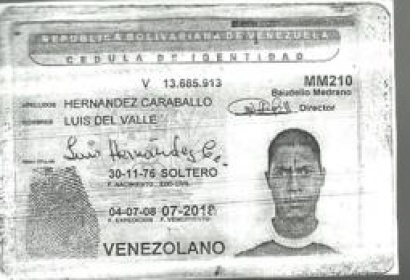 REPUBLICA BOLIVARIANA DE VENEZUELA
CEDULA DE IDENTIDAD
V 13.685.913 MM210
Baudelio Medrano
Director
APELLIDOS HERNANDEZ CARABALLO
NOMBRES LUIS DEL VALLE
Luis Hernández Ca.
30-11-76 SOLTERO
F. NACIMIENTO EDO CIVIL
04-07-08 07-2018
F. EXPEDICION F. VENCIMIENTO
VENEZOLANO